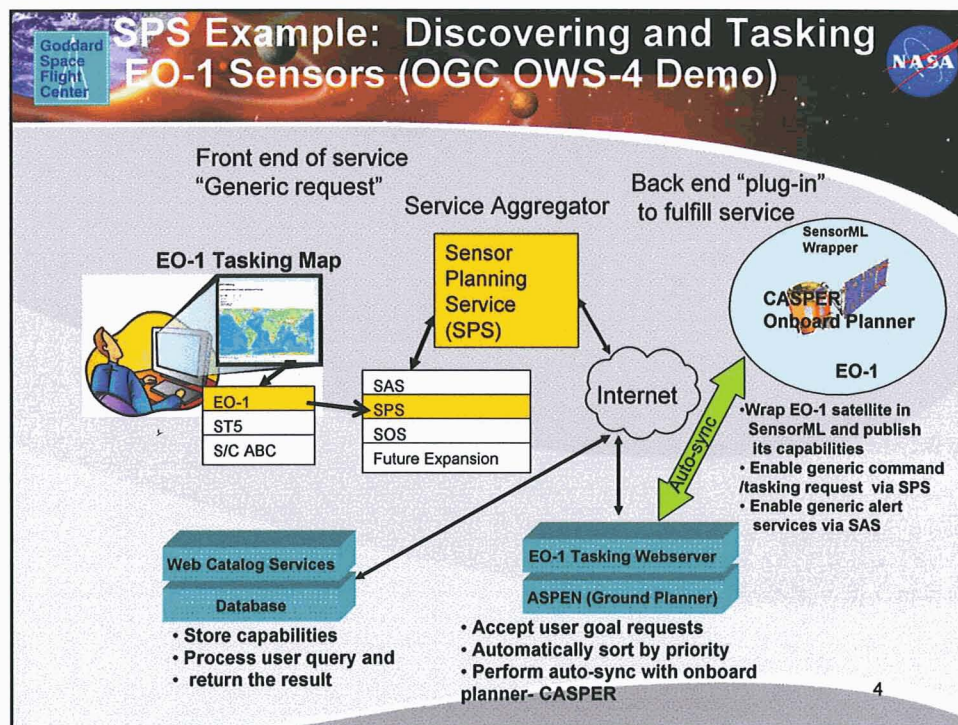 Goddard
Space
Flight
Center
SPS Example: Discovering and Tasking
EO-1 Sensors (OGC OWS-4 Demo)
NASA
Front end of service
"Generic request"
Service Aggregator
Back end "plug-in"
to fulfill service
EO-1 Tasking Map
EO-1
ST5
S/C ABC
Sensor
Planning
Service
(SPS)
SAS
SPS
SOS
Future Expansion
Internet
SensorML
Wrapper
CASPER
Onboard Planner
EO-1
Auto-sync
•Wrap EO-1 satellite in
SensorML and publish
its capabilities
• Enable generic command
/tasking request via SPS
• Enable generic alert
services via SAS
Web Catalog Services
Database
• Store capabilities
• Process user query and
• return the result
EO-1 Tasking Webserver
ASPEN (Ground Planner)
• Accept user goal requests
• Automatically sort by priority
• Perform auto-sync with onboard
planner- CASPER
4